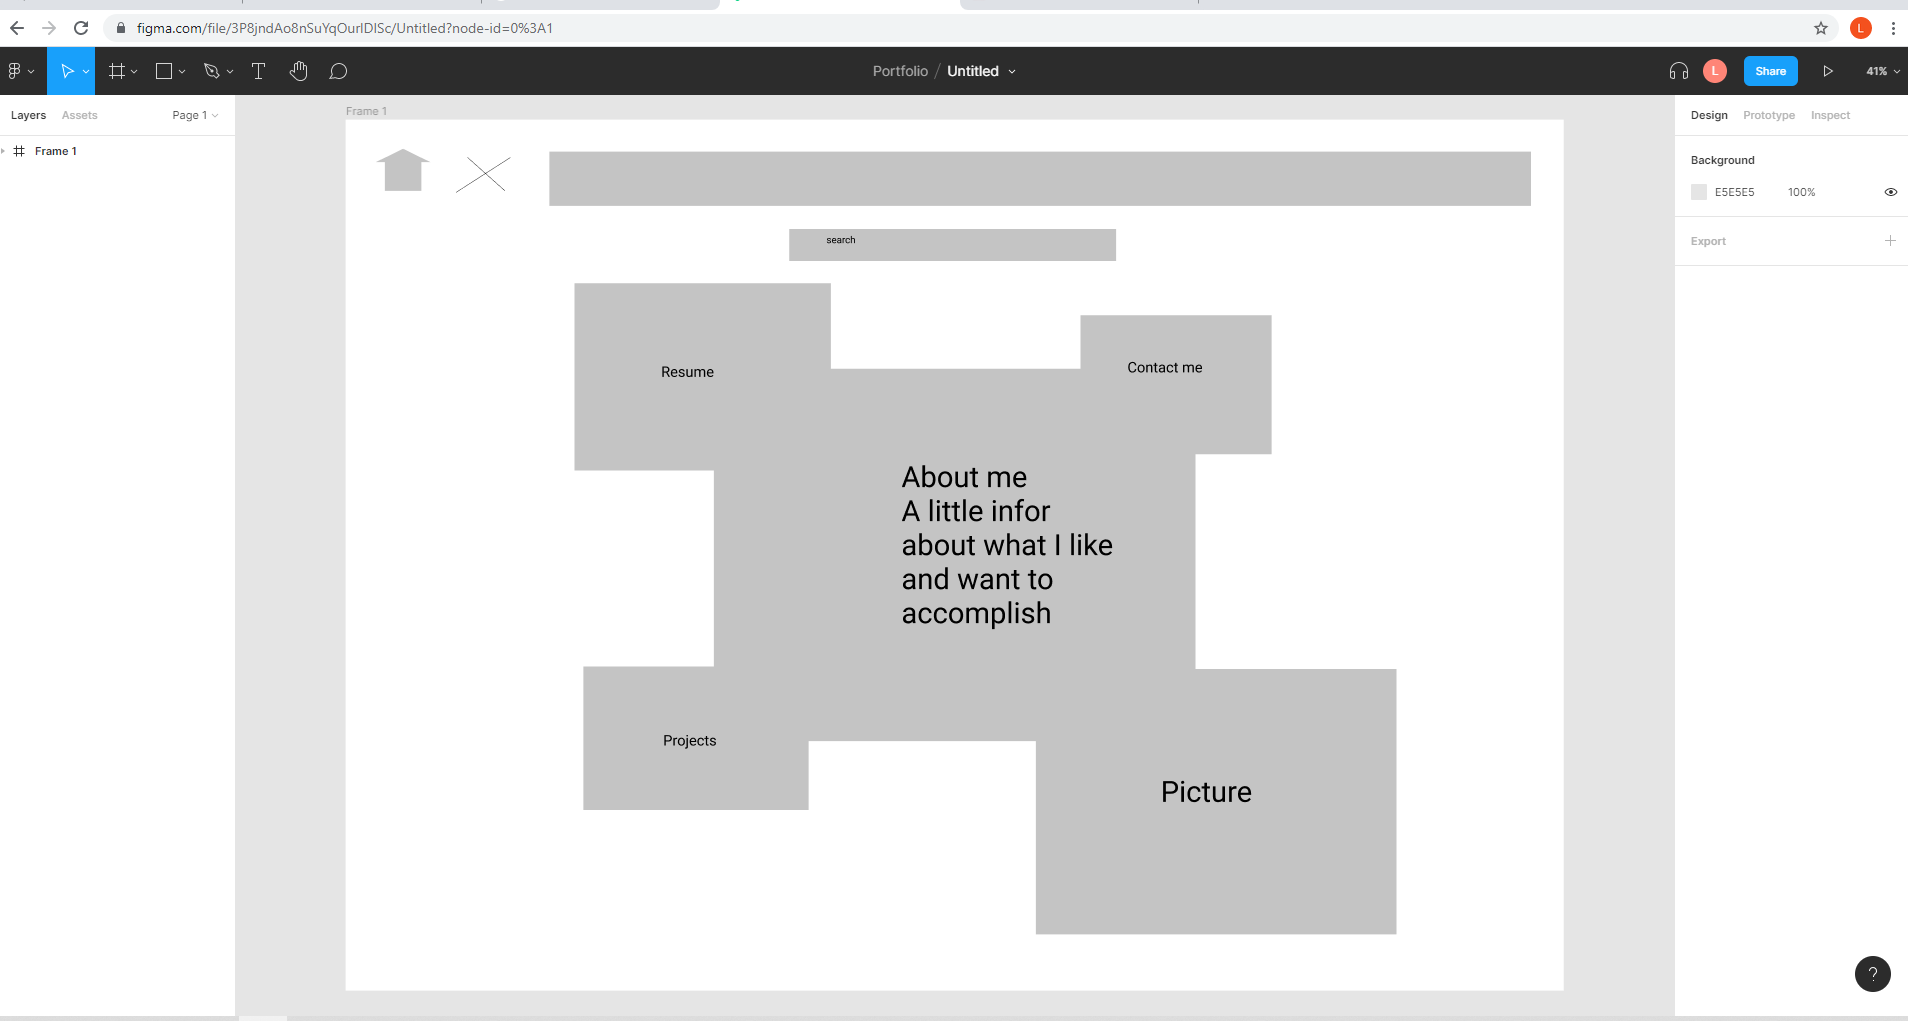 figma.com/file/3P8jndAo8nSuYqOurlDISc/Untitled?node-id=0%3A1
L
Portfolio / Untitled
L
Share
41%
Layers
Assets
Page 1
Frame 1
Design
Prototype
Inspect
Frame 1
Background
E5E5E5
100%
Export
search
Resume
Contact me
About me
A little infor
about what I like
and want to
accomplish
Projects
Picture
?